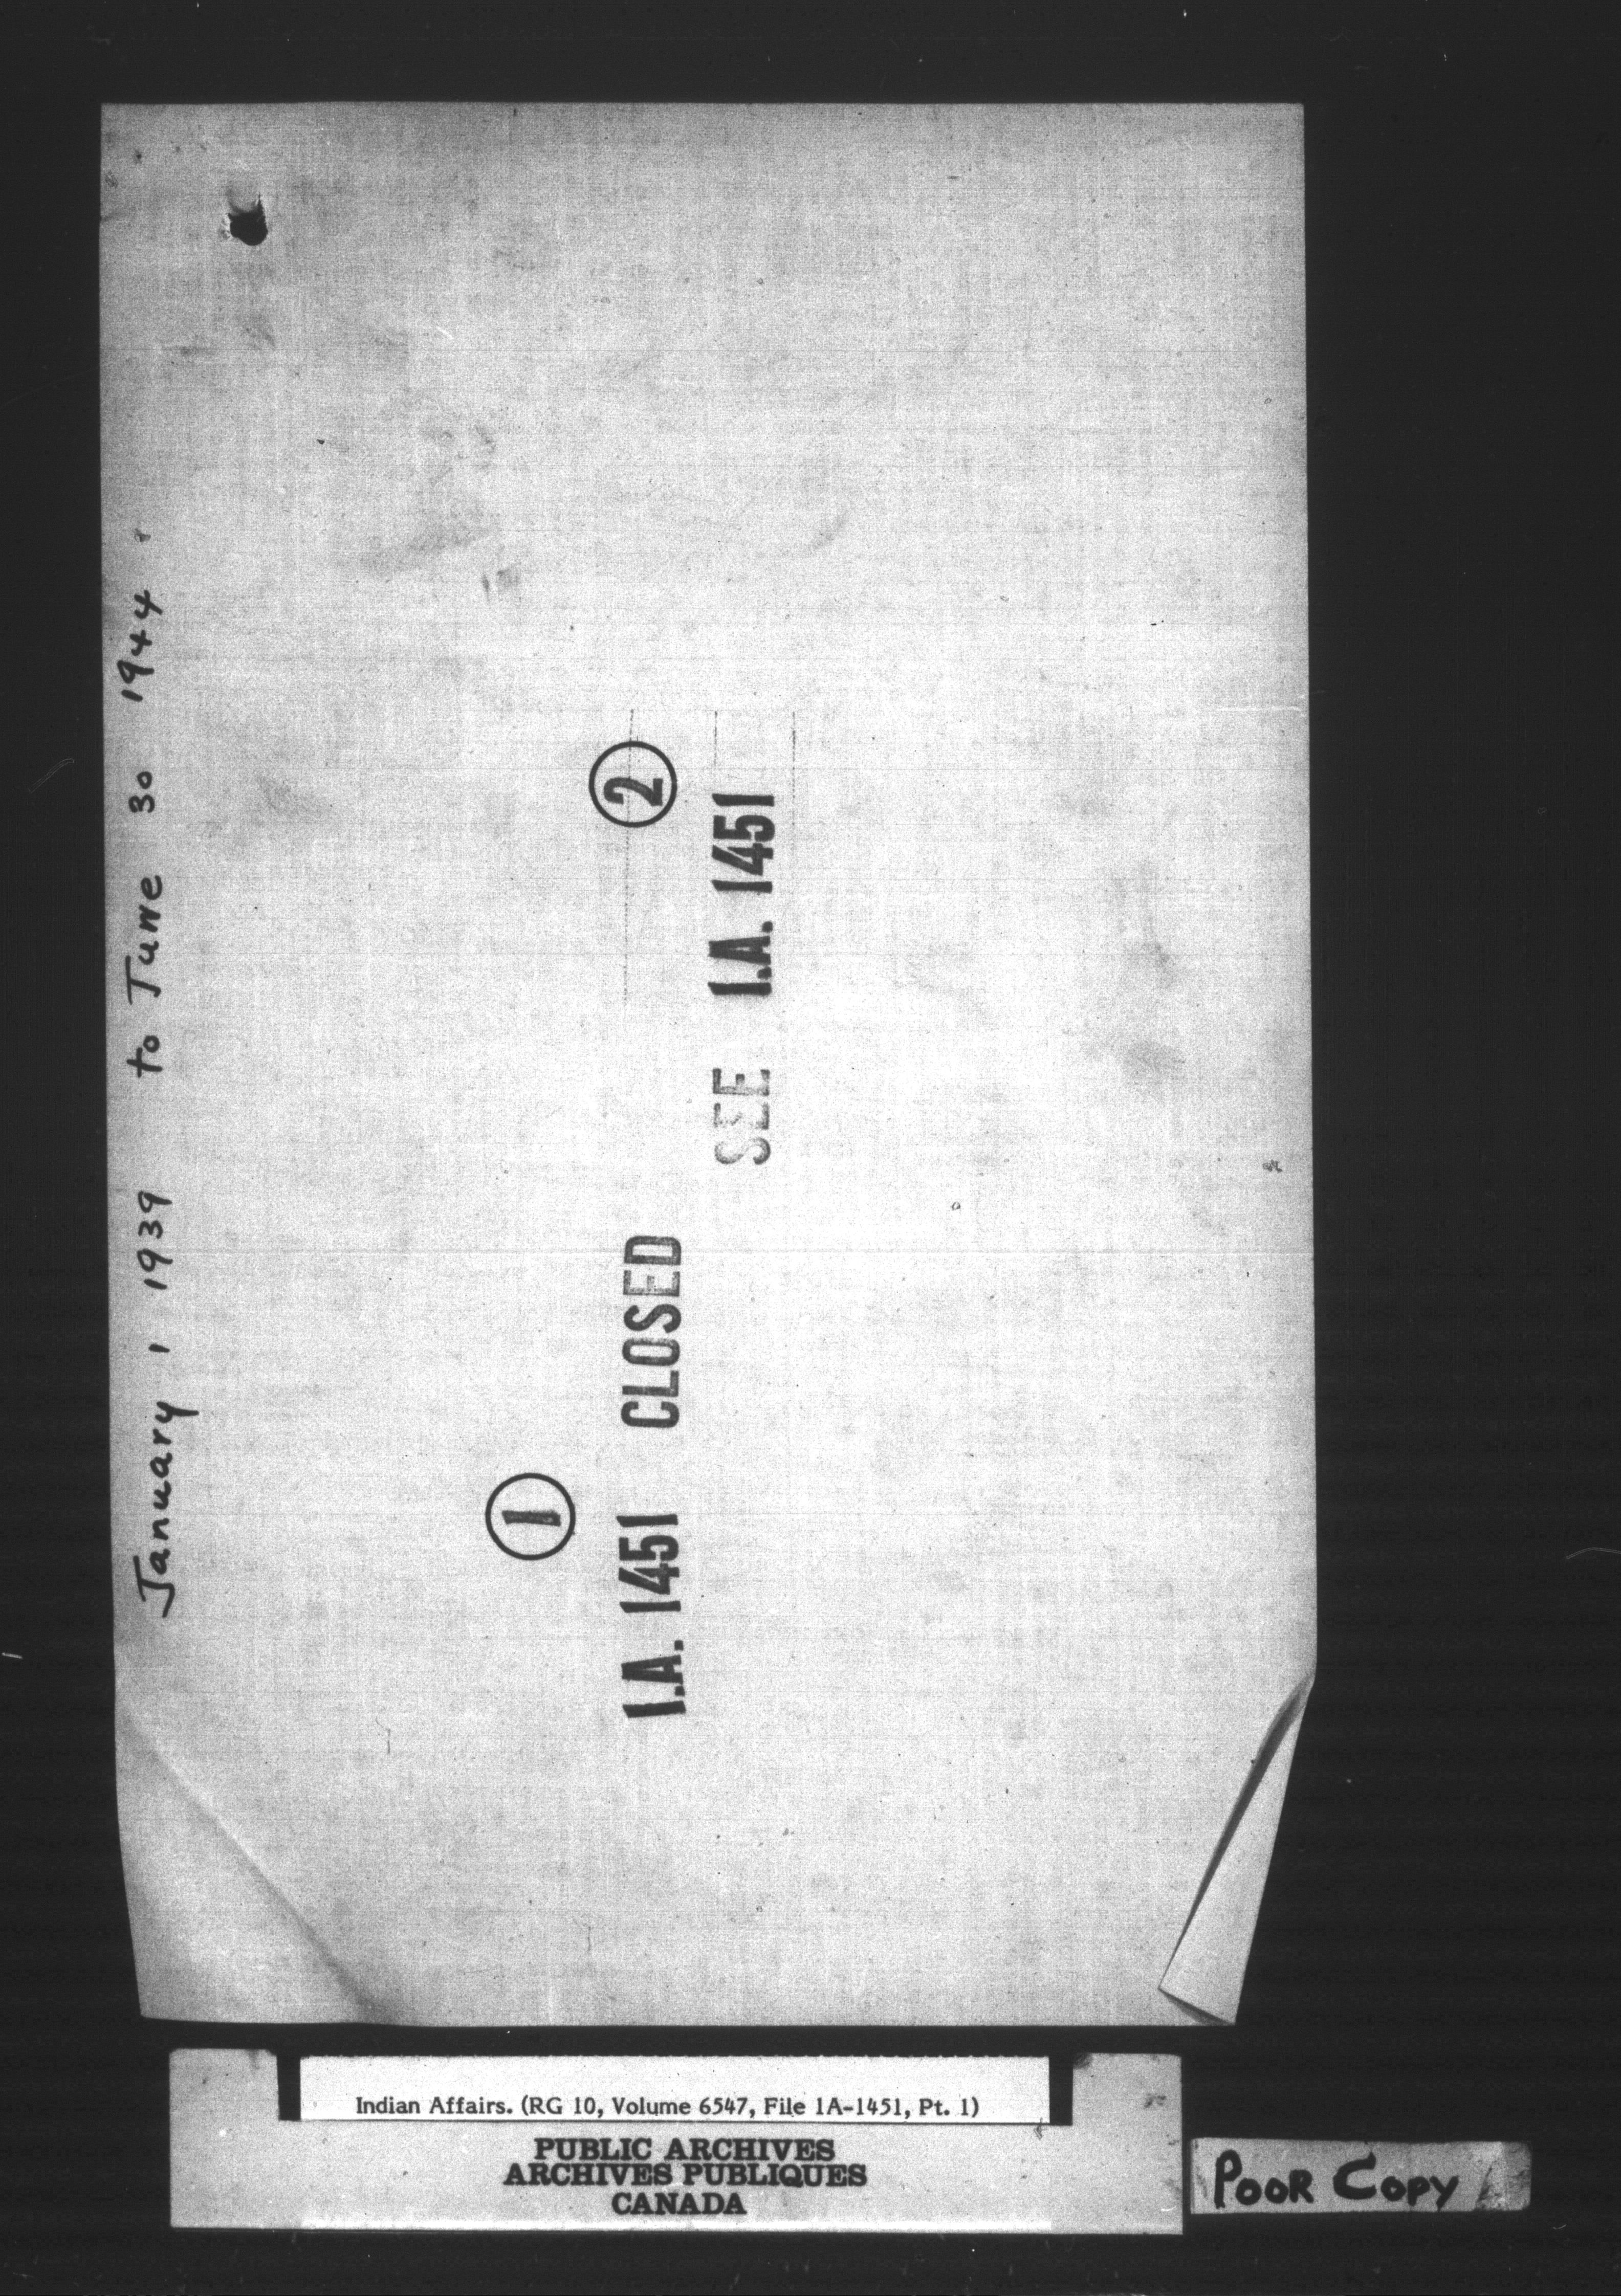 January 1 1939 to June 30 1944
1
I.A. 1451 CLOSED
2
SEE I.A. 1451
Indian Affairs. (RG 10, Volume 6547, File 1A-1451, Pt. 1)
PUBLIC ARCHIVES
ARCHIVES PUBLIQUES
CANADA
POOR COPY